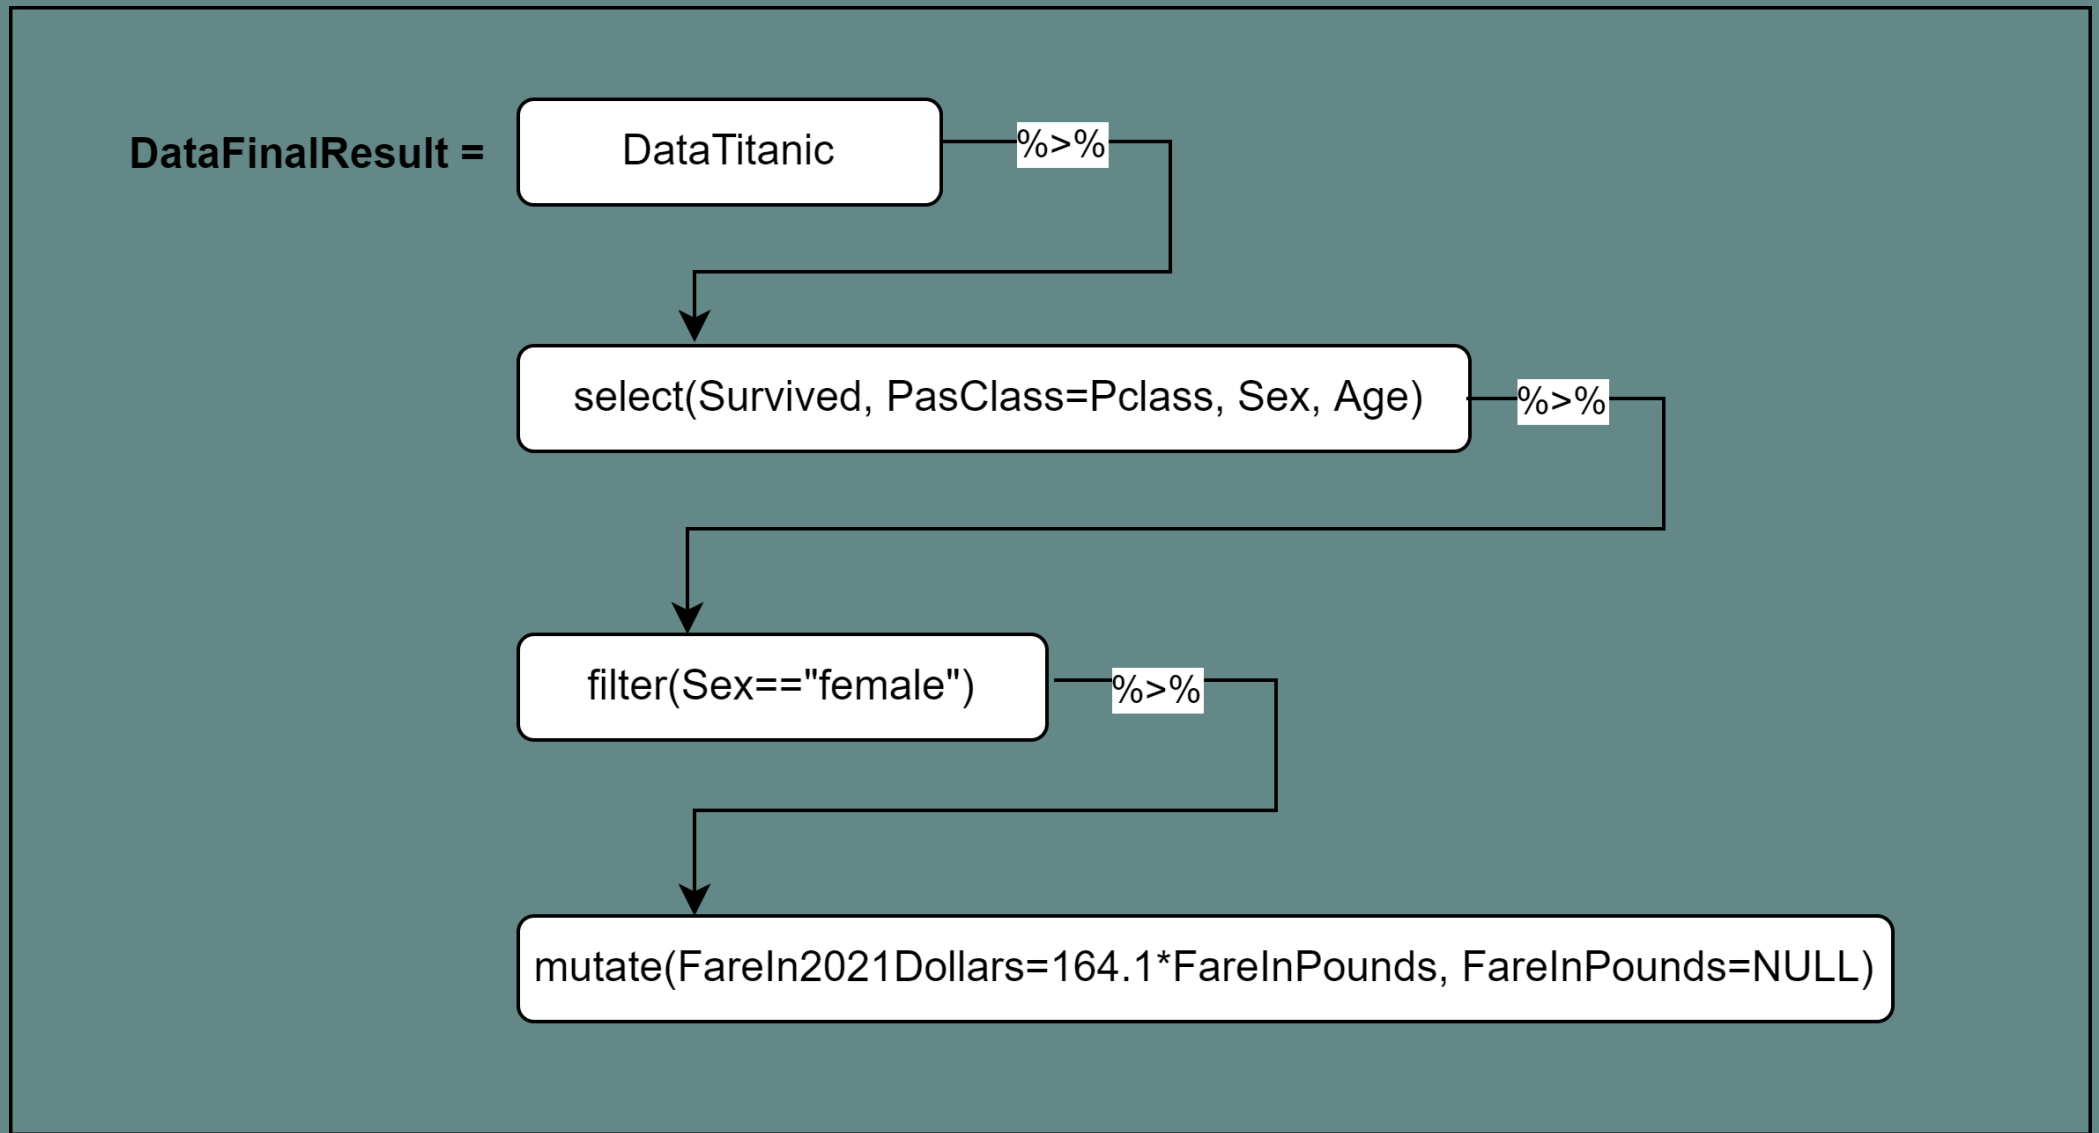 DataFinalResult =
DataTitanic
%>%
select(Survived, PasClass=Pclass, Sex, Age)
%>%
filter(Sex=="female")
%>%
mutate(FareIn2021Dollars=164.1*FareInPounds, FareInPounds=NULL)